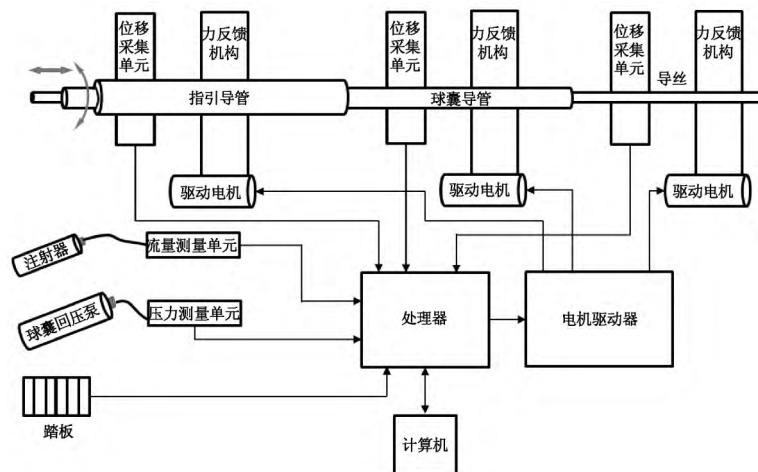 位移
采集
单元
力反馈
机构
位移
采集
单元
力反馈
机构
位移
采集
单元
导丝
力反馈
机构
指引导管
球囊导管
驱动电机
驱动电机
驱动电机
注射器
流量测量单元
球囊回压泵
压力测量单元
处理器
电机驱动器
踏板
计算机